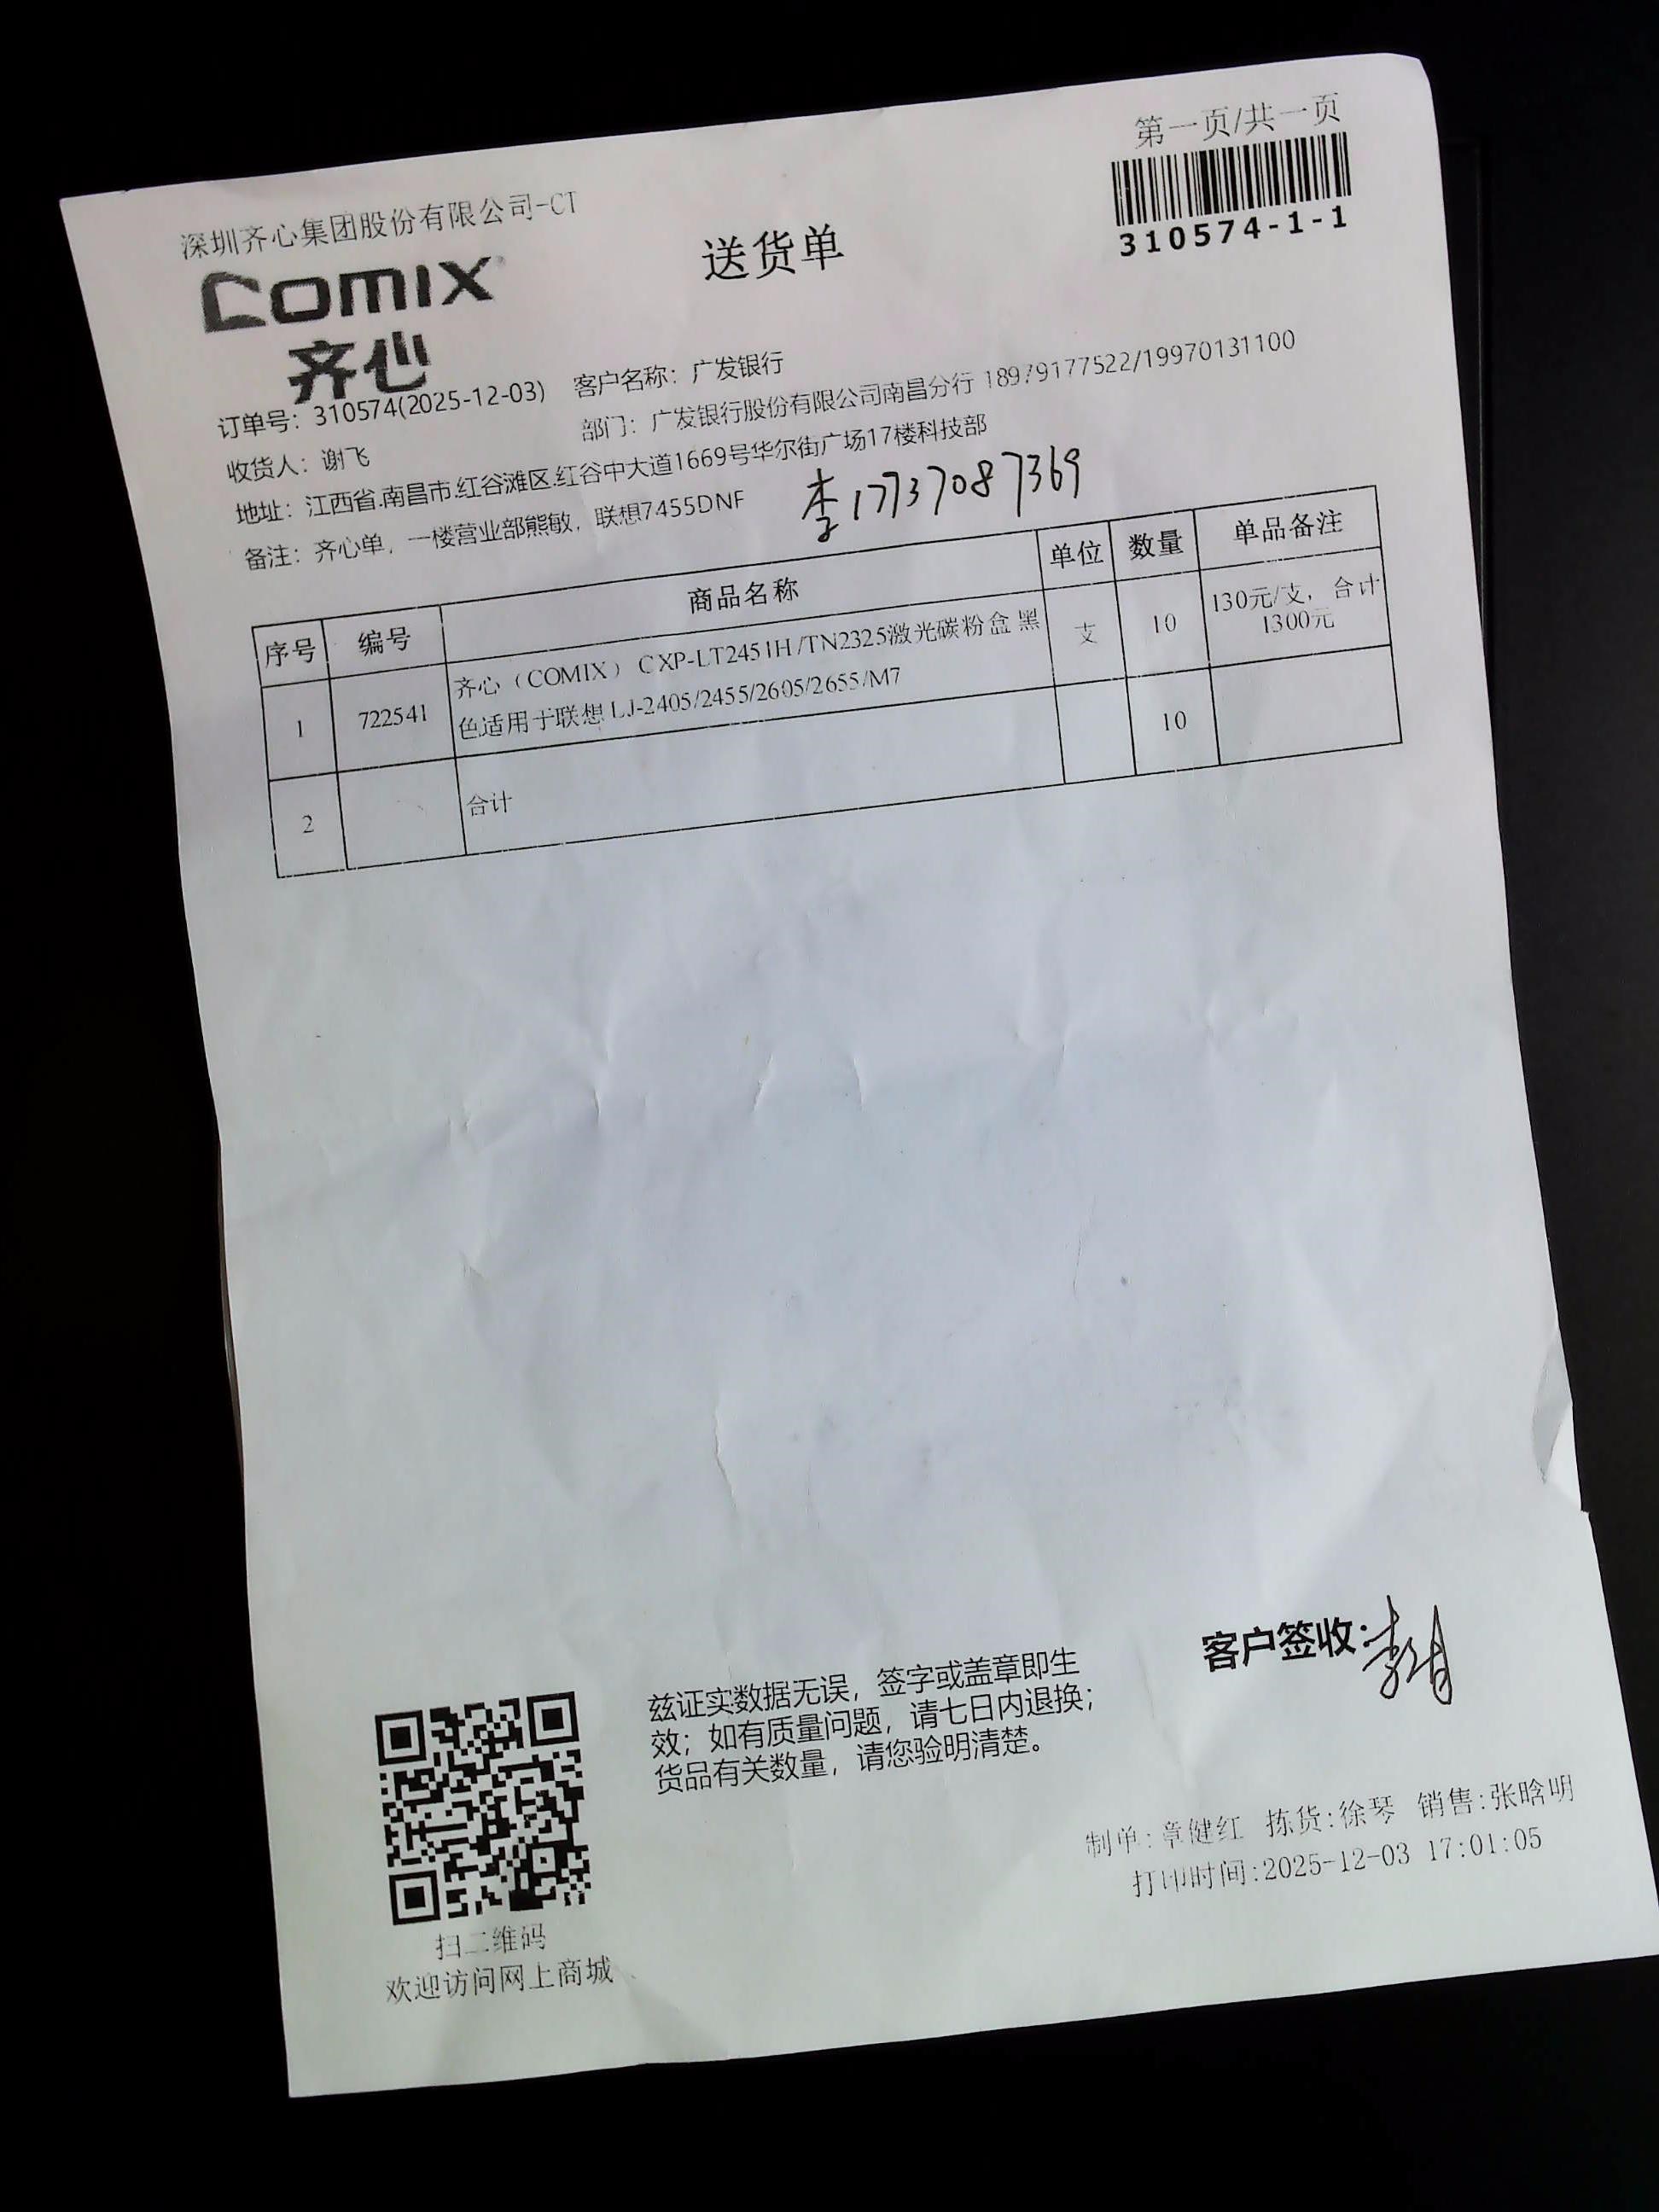 第一页/共一页
310574-1-1
深圳齐心集团股份有限公司-CT
comix
齐心
送货单
订单号：310574(2025-12-03) 客户名称：广发银行
收货人：谢飞 部门：广发银行股份有限公司南昌分行 18979177522/19970131100
地址：江西省.南昌市.红谷滩区.红谷中大道1669号华尔街广场17楼科技部
备注：齐心单，一楼营业部熊敏，联想7455DNF
李17737087369
序号 编号 商品名称 单位 数量 单品备注
1 722541 齐心（COMIX） CXP-LT2451H/TN2325激光碳粉盒 黑 支 10 130元/支，合计
色适用于联想 LJ-2405/2455/2605/2655/M7 1300元
2 合计 10
客户签收：
兹证实数据无误，签字或盖章即生
效；如有质量问题，请七日内退换；
货品有关数量，请您验明清楚。
制单:章健红 拣货:徐琴 销售:张晗明
打印时间:2025-12-03 17:01:05
扫二维码
欢迎访问网上商城